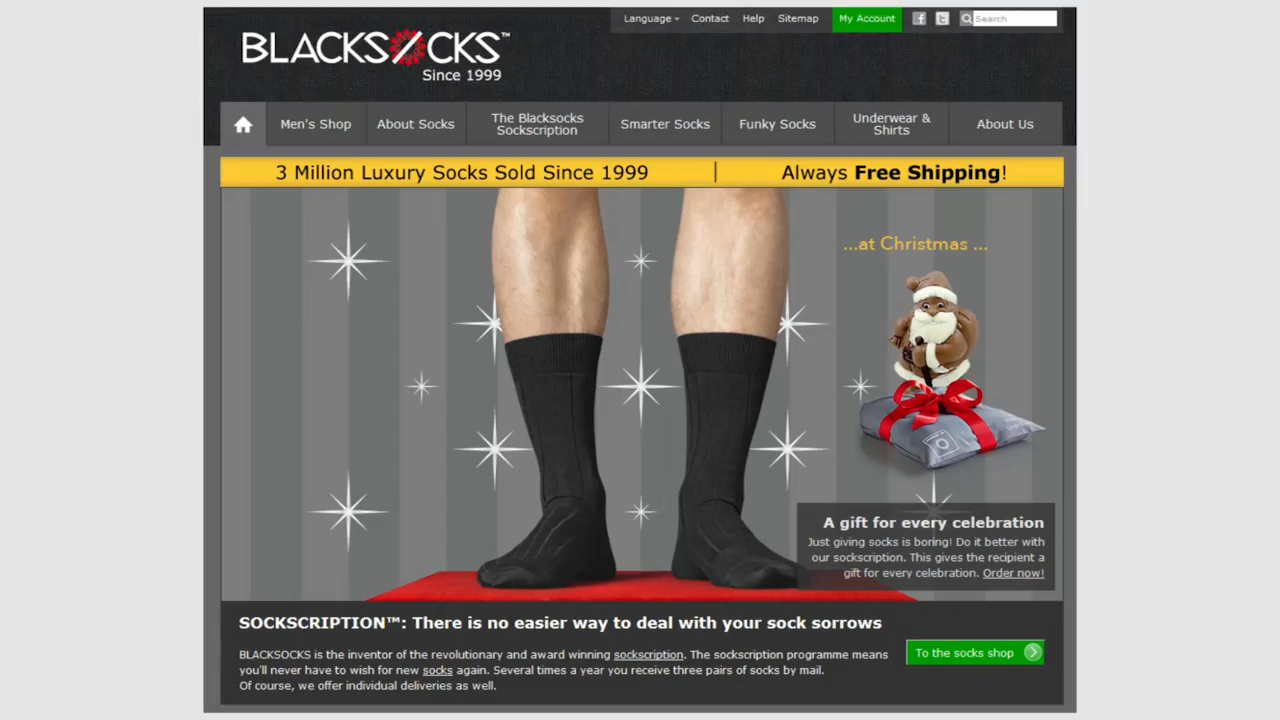 Language
Contact
Help
Sitemap
My Account
Search
BLACKSOCKS™
Since 1999
Men's Shop
About Socks
The Blacksocks
Sockscription
Smarter Socks
Funky Socks
Underwear &
Shirts
About Us
3 Million Luxury Socks Sold Since 1999 | Always Free Shipping!
...at Christmas ...
A gift for every celebration
Just giving socks is boring! Do it better with
our sockscription. This gives the recipient a
gift for every celebration. Order now!
SOCKSCRIPTION™: There is no easier way to deal with your sock sorrows
BLACKSOCKS is the inventor of the revolutionary and award winning sockscription. The sockscription programme means
you'll never have to wish for new socks again. Several times a year you receive three pairs of socks by mail.
Of course, we offer individual deliveries as well.
To the socks shop